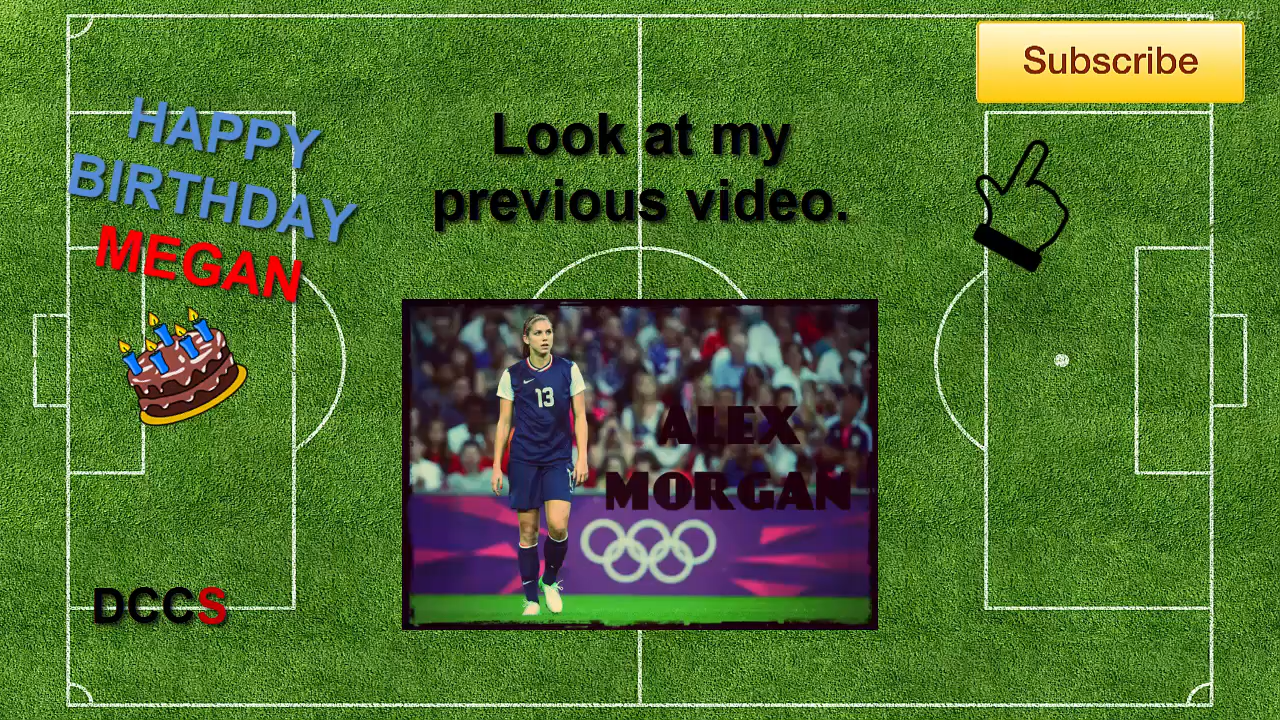 Subscribe
HAPPY
BIRTHDAY
MEGAN
Look at my
previous video.
13
ALEX
MORGAN
DCCS